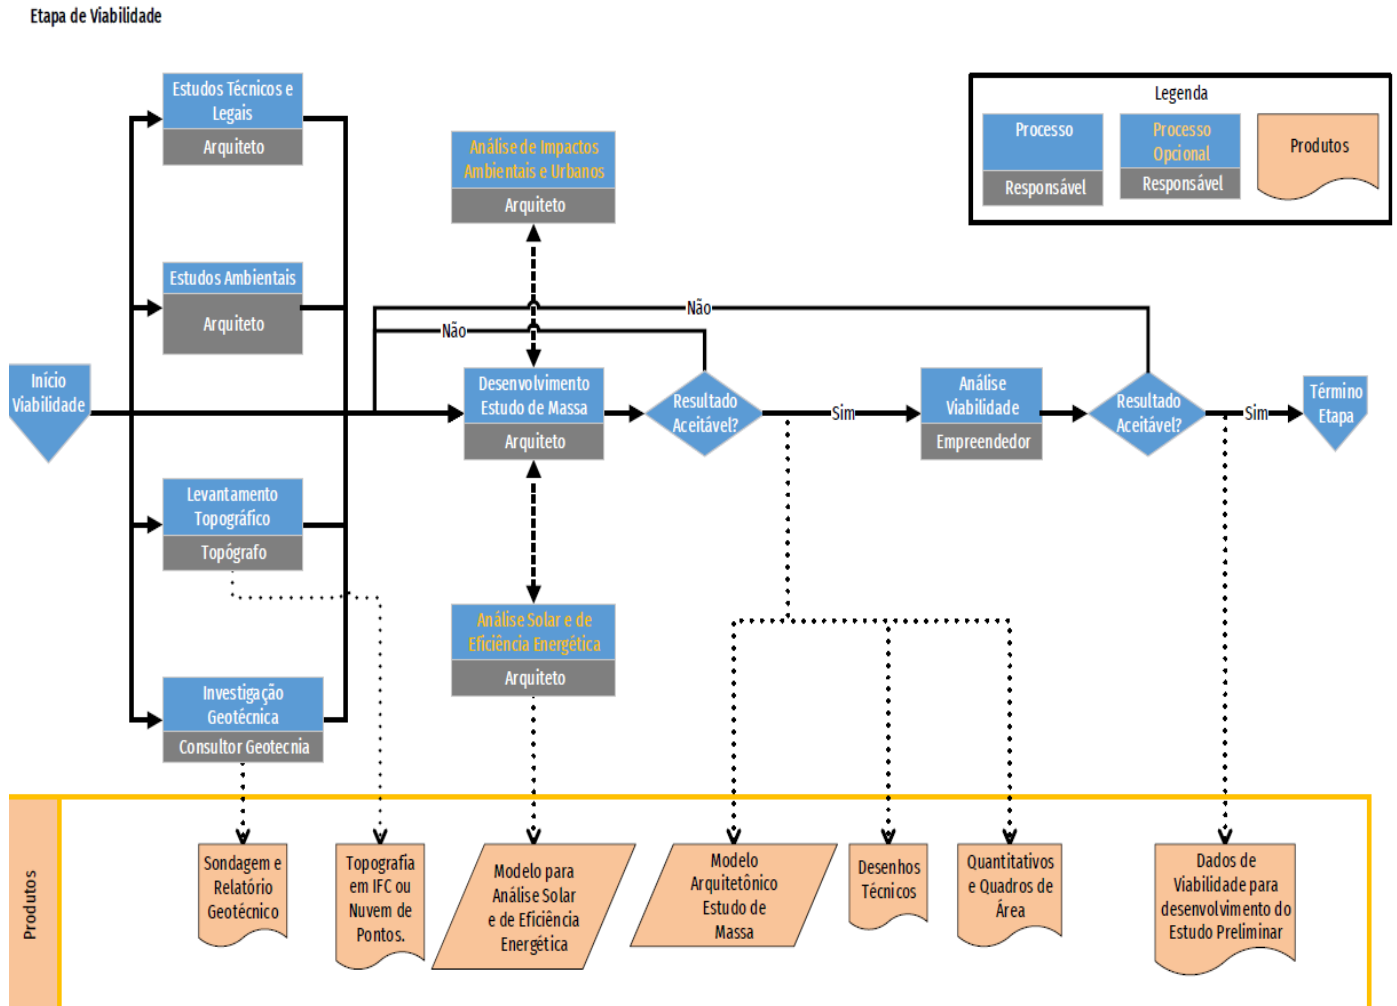 Etapa de Viabilidade
Estudos Técnicos e
Legais
Arquiteto
Legenda
Processo
Responsável
Processo
Opcional
Responsável
Produtos
Análise de Impactos
Ambientais e Urbanos
Arquiteto
Estudos Ambientais
Arquiteto
Não
Não
Início
Viabilidade
Desenvolvimento
Estudo de Massa
Arquiteto
Resultado
Aceitável?
Sim
Análise
Viabilidade
Empreendedor
Resultado
Aceitável?
Sim
Término
Etapa
Levantamento
Topográfico
Topógrafo
Análise Solar e de
Eficiência Energética
Arquiteto
Investigação
Geotécnica
Consultor Geotecnia
Produtos
Sondagem e
Relatório
Geotécnico
Topografia
em IFC ou
Nuvem de
Pontos.
Modelo para
Análise Solar
e de Eficiência
Energética
Modelo
Arquitetônico
Estudo de
Massa
Desenhos
Técnicos
Quantitativos
e Quadros de
Área
Dados de
Viabilidade para
desenvolvimento do
Estudo Preliminar